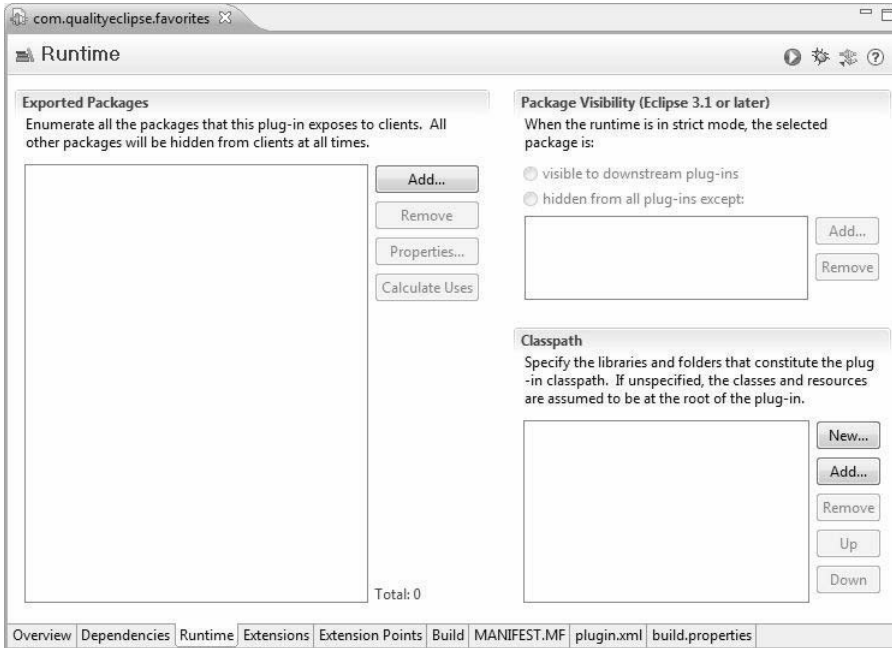 com.qualityeclipse.favorites
Runtime
Exported Packages
Enumerate all the packages that this plug-in exposes to clients. All
other packages will be hidden from clients at all times.
Add...
Remove
Properties...
Calculate Uses
Total: 0
Package Visibility (Eclipse 3.1 or later)
When the runtime is in strict mode, the selected
package is:
visible to downstream plug-ins
hidden from all plug-ins except:
Add...
Remove
Classpath
Specify the libraries and folders that constitute the plug
-in classpath. If unspecified, the classes and resources
are assumed to be at the root of the plug-in.
New...
Add...
Remove
Up
Down
Overview Dependencies Runtime Extensions Extension Points Build MANIFEST.MF plugin.xml build.properties